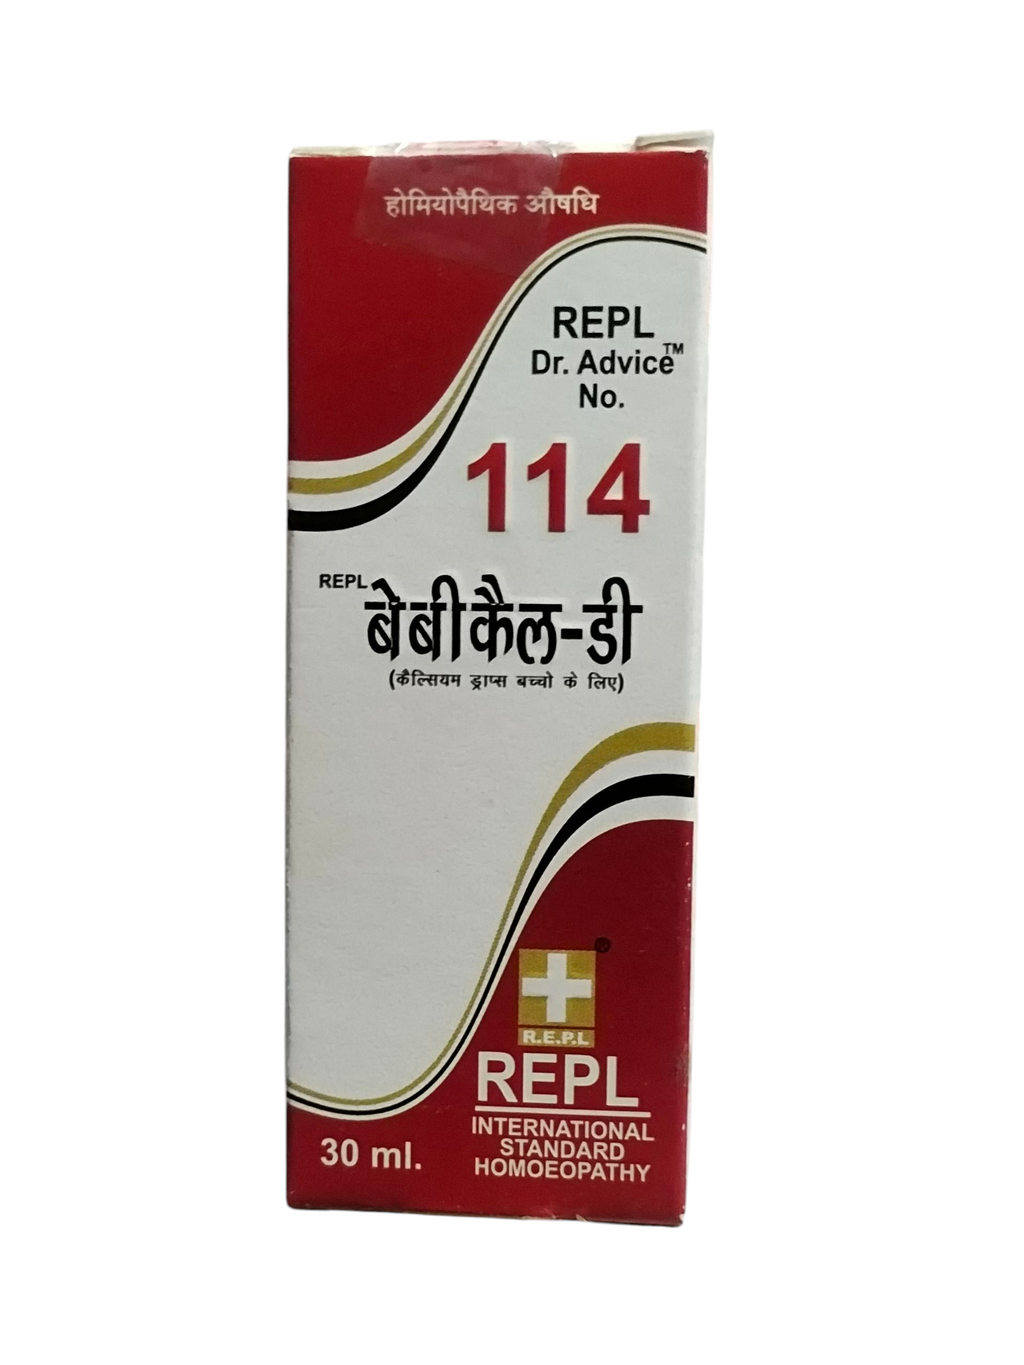 होमियोपैथिक औषधि
REPL
Dr. Advice™
No.
114
REPL बेबीकैल-डी
(कैल्सियम ड्राप्स बच्चो के लिए)
®
R.E.P.L
REPL
INTERNATIONAL
STANDARD
HOMOEOPATHY
30 ml.